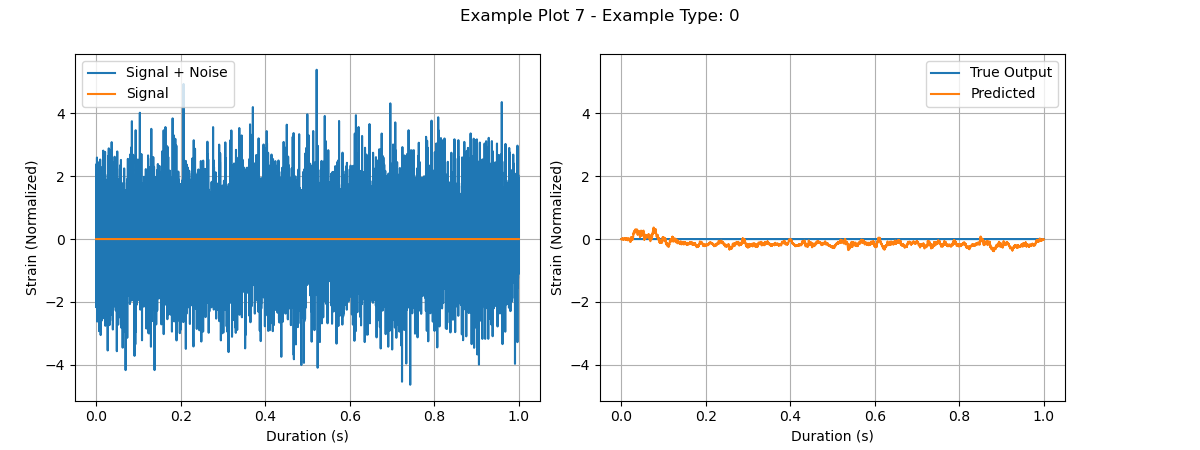 Example Plot 7 - Example Type: 0
Signal + Noise
Signal
Strain (Normalized)
4
2
0
−2
−4
0.0 0.2 0.4 0.6 0.8 1.0
Duration (s)
True Output
Predicted
Strain (Normalized)
4
2
0
−2
−4
0.0 0.2 0.4 0.6 0.8 1.0
Duration (s)